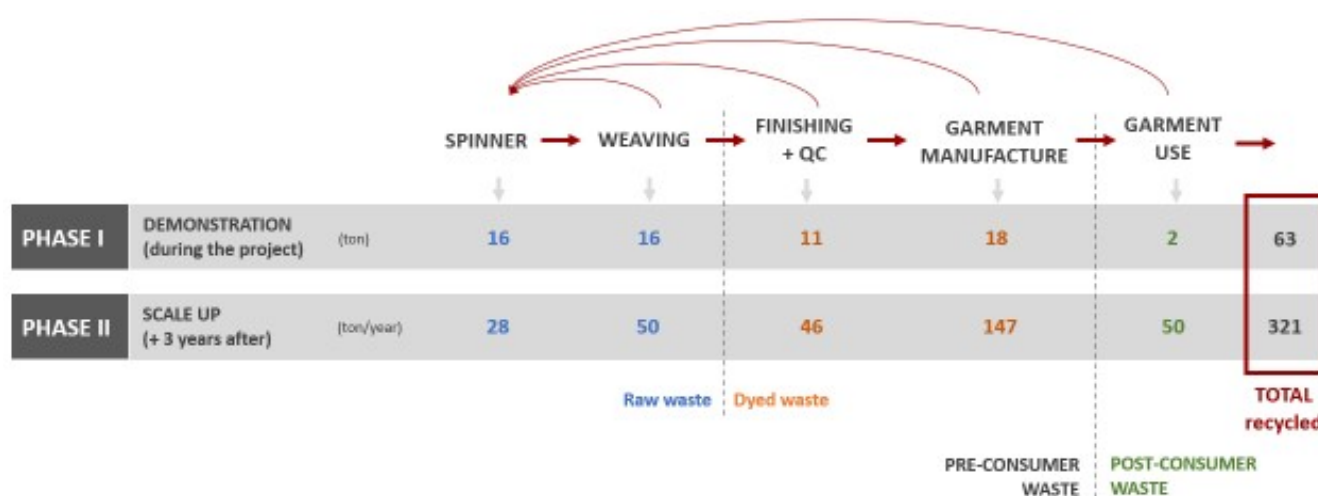 SPINNER
WEAVING
FINISHING
+ QC
GARMENT
MANUFACTURE
GARMENT
USE
PHASE I
DEMONSTRATION
(during the project)
(ton)
16
16
11
18
2
63
PHASE II
SCALE UP
(+ 3 years after)
(ton/year)
28
50
46
147
50
321
Raw waste
Dyed waste
TOTAL
recycled
PRE-CONSUMER
WASTE
POST-CONSUMER
WASTE